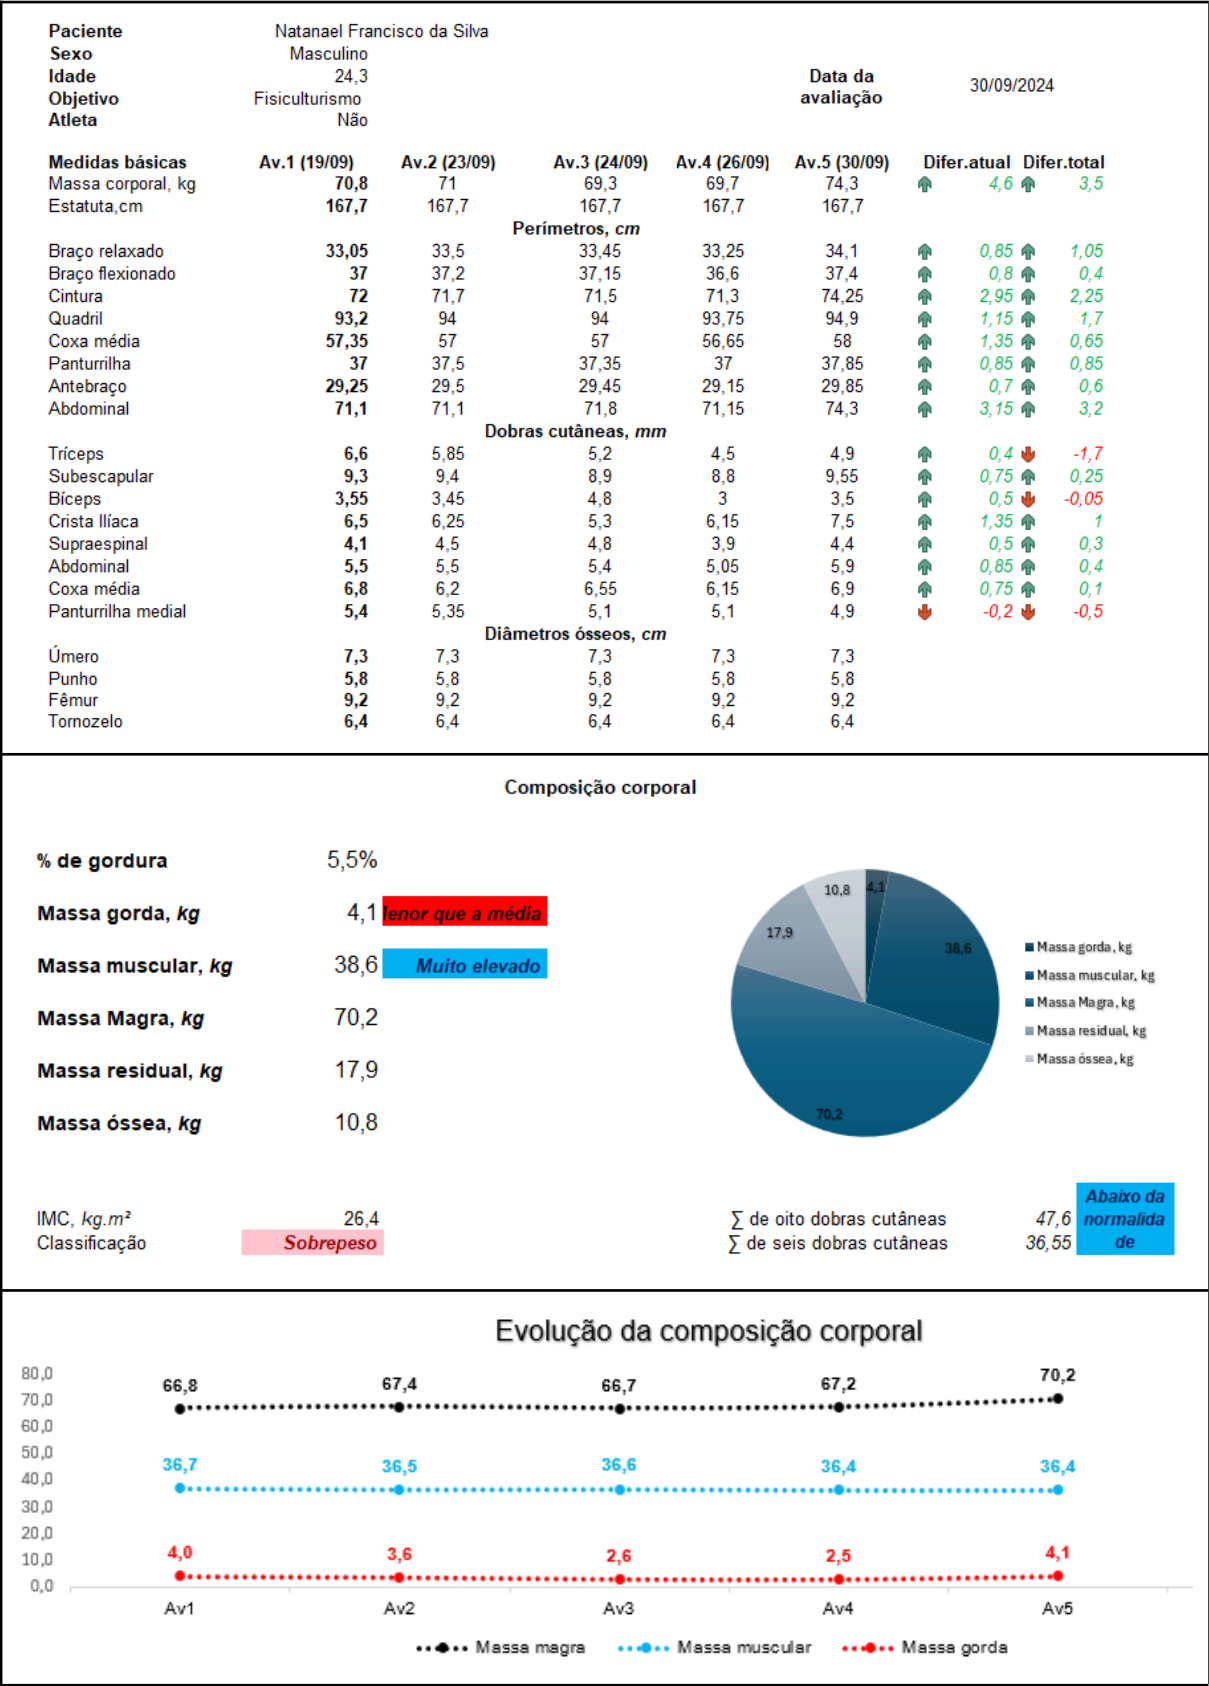 Paciente Natanael Francisco da Silva
Sexo Masculino
Idade 24,3
Objetivo Fisiculturismo
Atleta Não
Data da avaliação 30/09/2024
Medidas básicas Av.1 (19/09) Av.2 (23/09) Av.3 (24/09) Av.4 (26/09) Av.5 (30/09) Difer.atual Difer.total
Massa corporal, kg 70,8 71 69,3 69,7 74,3 4,6 3,5
Estatuta,cm 167,7 167,7 167,7 167,7 167,7
Perímetros, cm
Braço relaxado 33,05 33,5 33,45 33,25 34,1 0,85 1,05
Braço flexionado 37 37,2 37,15 36,6 37,4 0,8 0,4
Cintura 72 71,7 71,5 71,3 74,25 2,95 2,25
Quadril 93,2 94 94 93,75 94,9 1,15 1,7
Coxa média 57,35 57 57 56,65 58 1,35 0,65
Panturrilha 37 37,5 37,35 37 37,85 0,85 0,85
Antebraço 29,25 29,5 29,45 29,15 29,85 0,7 0,6
Abdominal 71,1 71,1 71,8 71,15 74,3 3,15 3,2
Dobras cutâneas, mm
Tríceps 6,6 5,85 5,2 4,5 4,9 0,4 -1,7
Subescapular 9,3 9,4 8,9 8,8 9,55 0,75 0,25
Bíceps 3,55 3,45 4,8 3 3,5 0,5 -0,05
Crista Ilíaca 6,5 6,25 5,3 6,15 7,5 1,35 1
Supraespinal 4,1 4,5 4,8 3,9 4,4 0,5 0,3
Abdominal 5,5 5,5 5,4 5,05 5,9 0,85 0,4
Coxa média 6,8 6,2 6,55 6,15 6,9 0,75 0,1
Panturrilha medial 5,4 5,35 5,1 5,1 4,9 -0,2 -0,5
Diâmetros ósseos, cm
Úmero 7,3 7,3 7,3 7,3 7,3
Punho 5,8 5,8 5,8 5,8 5,8
Fêmur 9,2 9,2 9,2 9,2 9,2
Tornozelo 6,4 6,4 6,4 6,4 6,4
Composição corporal
% de gordura 5,5%
Massa gorda, kg 4,1 enor que a média
Massa muscular, kg 38,6 Muito elevado
Massa Magra, kg 70,2
Massa residual, kg 17,9
Massa óssea, kg 10,8
4,1
38,6
70,2
17,9
10,8
Massa gorda, kg
Massa muscular, kg
Massa Magra, kg
Massa residual, kg
Massa óssea, kg
IMC, kg.m² 26,4
Classificação Sobrepeso
∑ de oito dobras cutâneas 47,6
∑ de seis dobras cutâneas 36,55
Abaixo da
normalida
de
Evolução da composição corporal
80,0
70,0
60,0
50,0
40,0
30,0
20,0
10,0
0,0
66,8 67,4 66,7 67,2 70,2
36,7 36,5 36,6 36,4 36,4
4,0 3,6 2,6 2,5 4,1
Av1 Av2 Av3 Av4 Av5
Massa magra Massa muscular Massa gorda